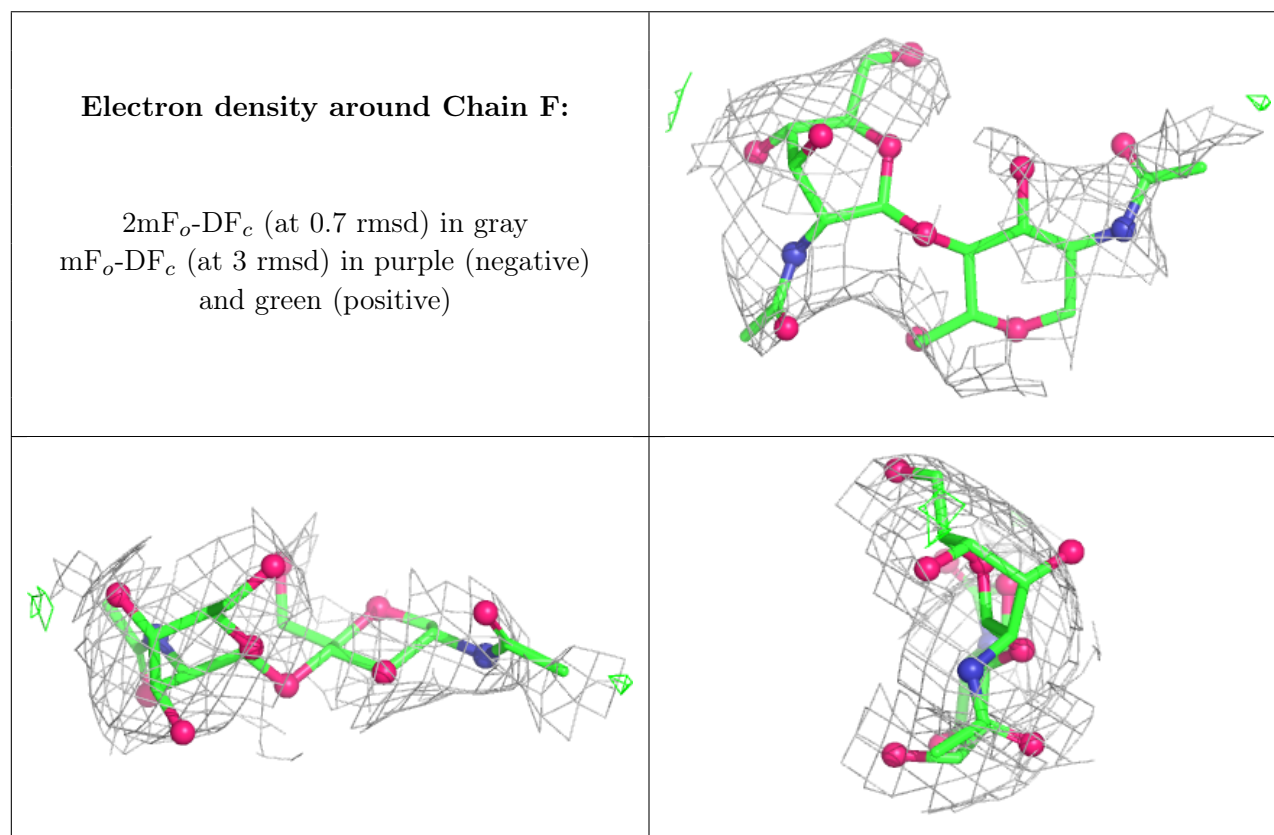 Electron density around Chain F:
2mFₒ-DF𝒸 (at 0.7 rmsd) in gray
mFₒ-DF𝒸 (at 3 rmsd) in purple (negative)
and green (positive)